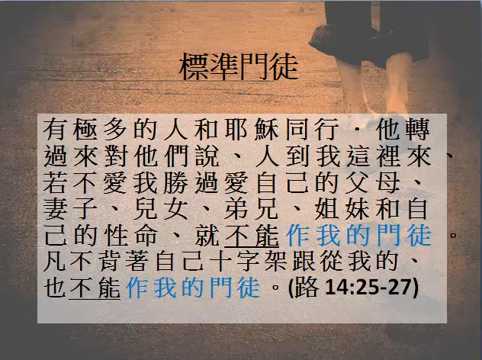 標準門徒
有極多的人和耶穌同行．他轉
過來對他們說、人到我這裡來、
若不愛我勝過愛自己的父母、
妻子、兒女、弟兄、姐妹和自
己的性命、就不能作我的門徒。
凡不背著自己十字架跟從我的、
也不能作我的門徒。(路 14:25-27)